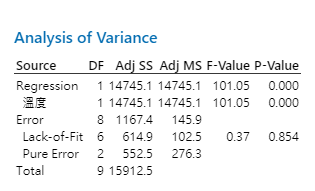 Analysis of Variance
Source DF Adj SS Adj MS F-Value P-Value
Regression 1 14745.1 14745.1 101.05 0.000
溫度 1 14745.1 14745.1 101.05 0.000
Error 8 1167.4 145.9
Lack-of-Fit 6 614.9 102.5 0.37 0.854
Pure Error 2 552.5 276.3
Total 9 15912.5